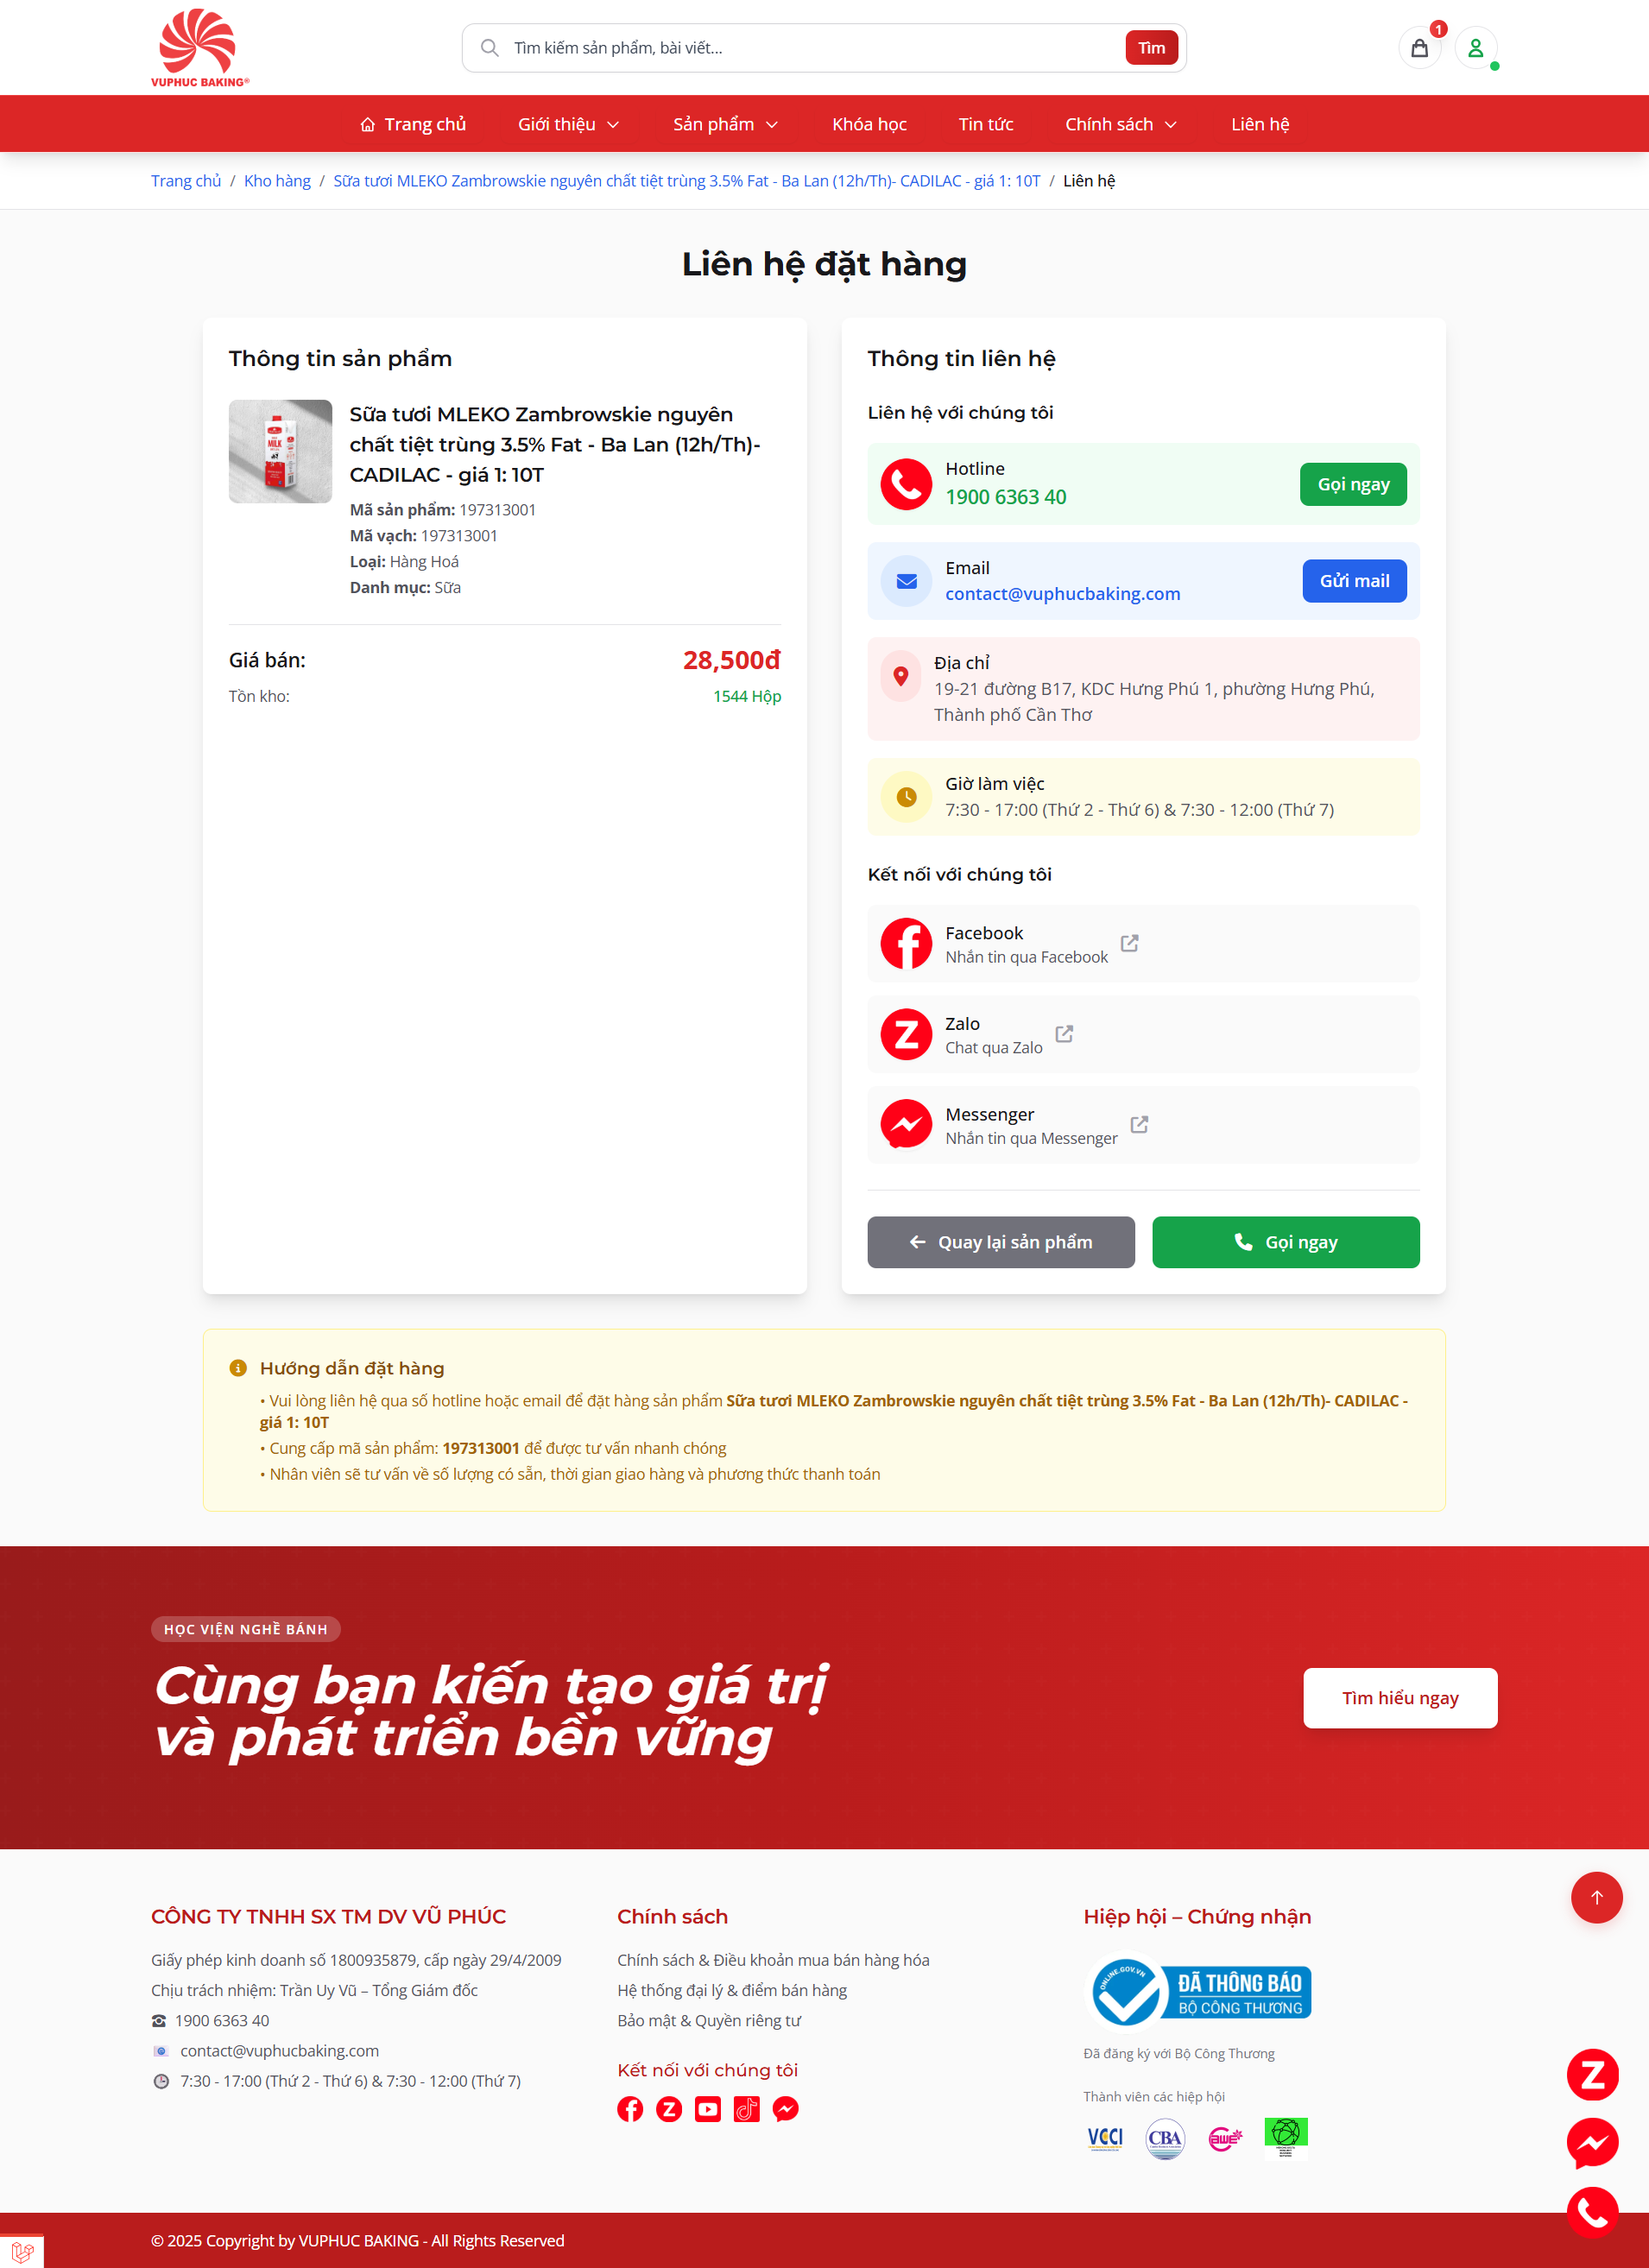 VUPHUC BAKING®
Tìm kiếm sản phẩm, bài viết...
Tìm
1
Trang chủ
Giới thiệu
Sản phẩm
Khóa học
Tin tức
Chính sách
Liên hệ
Trang chủ / Kho hàng / Sữa tươi MLEKO Zambrowskie nguyên chất tiệt trùng 3.5% Fat - Ba Lan (12h/Th)- CADILAC - giá 1: 10T / Liên hệ
Liên hệ đặt hàng
Thông tin sản phẩm
MILK
Sữa tươi MLEKO Zambrowskie nguyên
chất tiệt trùng 3.5% Fat - Ba Lan (12h/Th)-
CADILAC - giá 1: 10T
Mã sản phẩm: 197313001
Mã vạch: 197313001
Loại: Hàng Hoá
Danh mục: Sữa
Giá bán:
28,500đ
Tồn kho:
1544 Hộp
Thông tin liên hệ
Liên hệ với chúng tôi
Hotline
1900 6363 40
Gọi ngay
Email
contact@vuphucbaking.com
Gửi mail
Địa chỉ
19-21 đường B17, KDC Hưng Phú 1, phường Hưng Phú,
Thành phố Cần Thơ
Giờ làm việc
7:30 - 17:00 (Thứ 2 - Thứ 6) & 7:30 - 12:00 (Thứ 7)
Kết nối với chúng tôi
Facebook
Nhắn tin qua Facebook
Zalo
Chat qua Zalo
Messenger
Nhắn tin qua Messenger
Quay lại sản phẩm
Gọi ngay
Hướng dẫn đặt hàng
• Vui lòng liên hệ qua số hotline hoặc email để đặt hàng sản phẩm Sữa tươi MLEKO Zambrowskie nguyên chất tiệt trùng 3.5% Fat - Ba Lan (12h/Th)- CADILAC -
giá 1: 10T
• Cung cấp mã sản phẩm: 197313001 để được tư vấn nhanh chóng
• Nhân viên sẽ tư vấn về số lượng có sẵn, thời gian giao hàng và phương thức thanh toán
HỌC VIỆN NGHỀ BÁNH
Cùng bạn kiến tạo giá trị
và phát triển bền vững
Tìm hiểu ngay
CÔNG TY TNHH SX TM DV VŨ PHÚC
Giấy phép kinh doanh số 1800935879, cấp ngày 29/4/2009
Chịu trách nhiệm: Trần Uy Vũ – Tổng Giám đốc
1900 6363 40
contact@vuphucbaking.com
7:30 - 17:00 (Thứ 2 - Thứ 6) & 7:30 - 12:00 (Thứ 7)
Chính sách
Chính sách & Điều khoản mua bán hàng hóa
Hệ thống đại lý & điểm bán hàng
Bảo mật & Quyền riêng tư
Kết nối với chúng tôi
Hiệp hội – Chứng nhận
ONLINE.GOV.VN
ĐÃ THÔNG BÁO
BỘ CÔNG THƯƠNG
Đã đăng ký với Bộ Công Thương
Thành viên các hiệp hội
VCCI
CBA
AWE
© 2025 Copyright by VUPHUC BAKING - All Rights Reserved